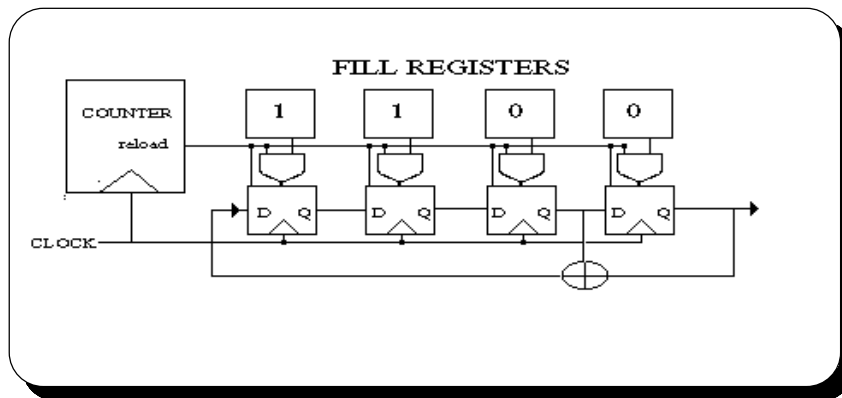 FILL REGISTERS
COUNTER
reload
1 1 0 0
D Q D Q D Q D Q
CLOCK